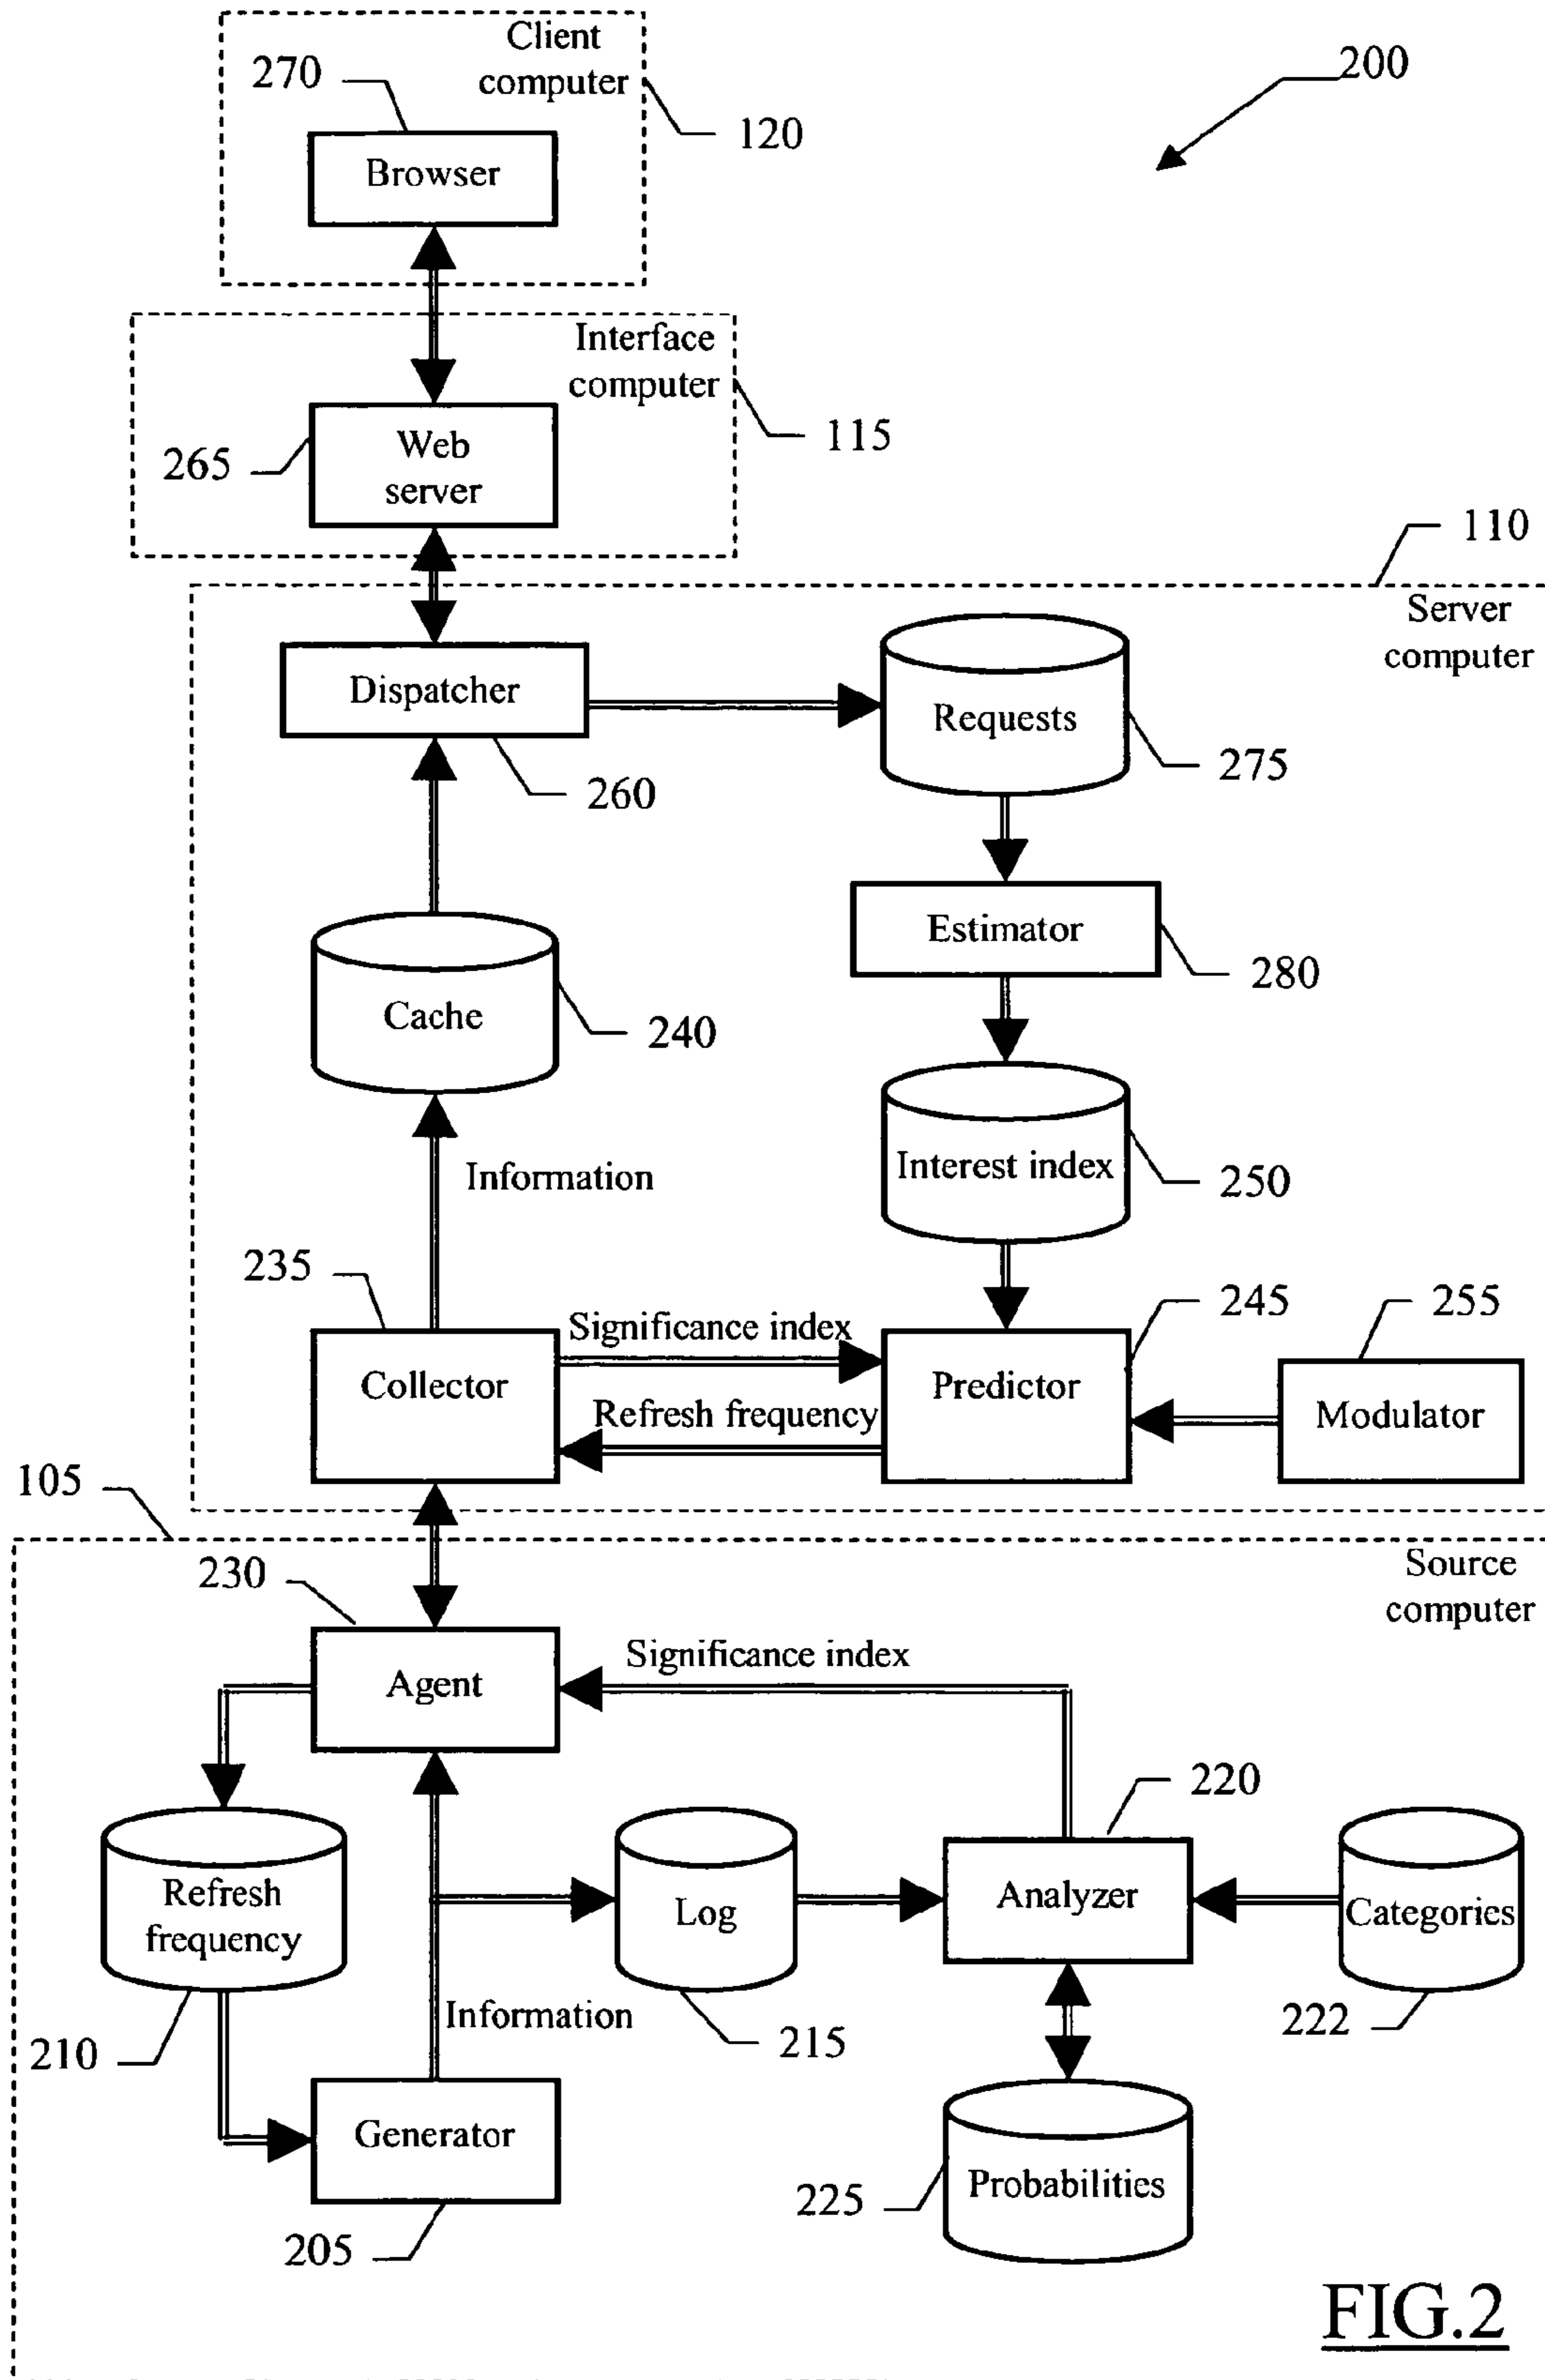 Client
computer
270
200
120
Browser
Interface
computer
115
Web
server
265
110
Server
computer
Dispatcher
Requests
275
260
Estimator
280
Cache
240
Interest index
250
Information
235
245
255
Significance index
Collector
Predictor
Refresh frequency
Modulator
105
Source
computer
230
Significance index
Agent
220
Refresh
frequency
Log
Analyzer
Categories
Information
210
215
222
Generator
Probabilities
225
205
FIG.2